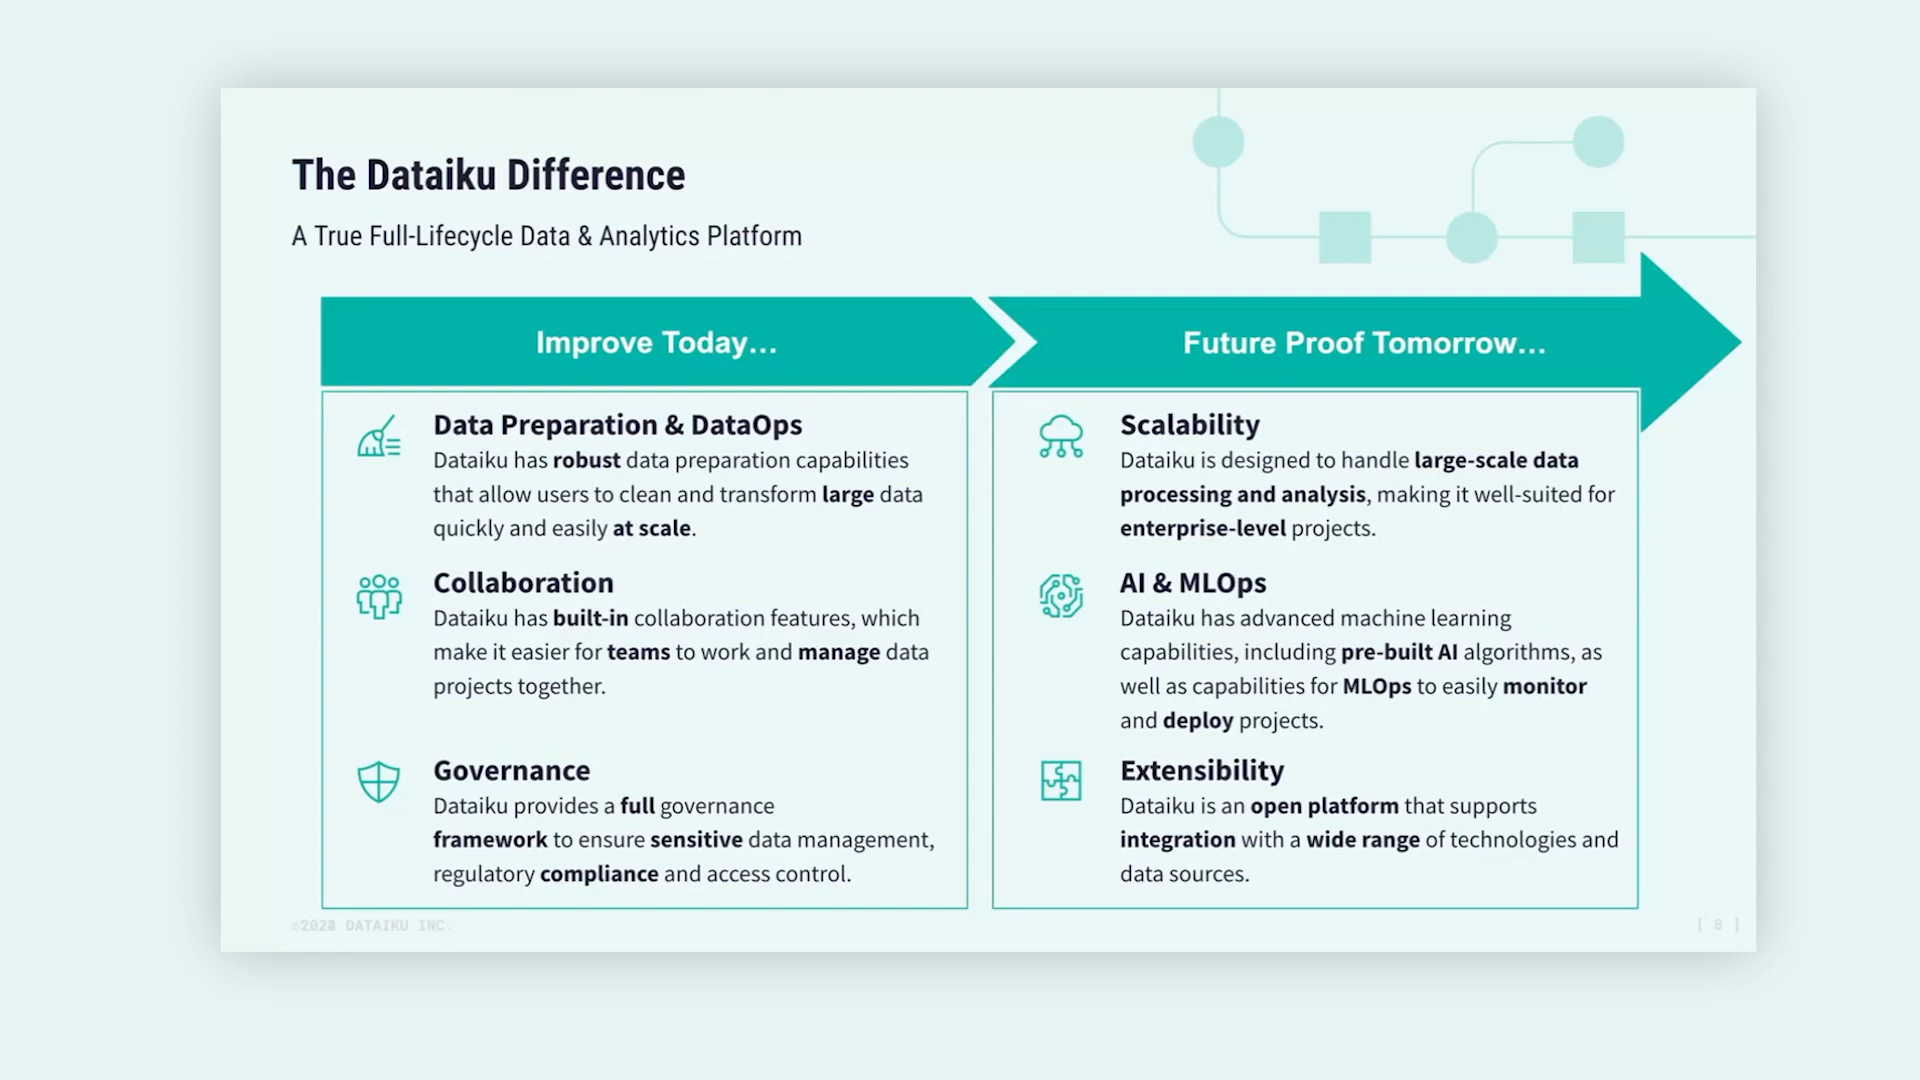 The Dataiku Difference
A True Full-Lifecycle Data & Analytics Platform
Improve Today...
Data Preparation & DataOps
Dataiku has robust data preparation capabilities
that allow users to clean and transform large data
quickly and easily at scale.
Collaboration
Dataiku has built-in collaboration features, which
make it easier for teams to work and manage data
projects together.
Governance
Dataiku provides a full governance
framework to ensure sensitive data management,
regulatory compliance and access control.
Future Proof Tomorrow...
Scalability
Dataiku is designed to handle large-scale data
processing and analysis, making it well-suited for
enterprise-level projects.
AI & MLOps
Dataiku has advanced machine learning
capabilities, including pre-built AI algorithms, as
well as capabilities for MLOps to easily monitor
and deploy projects.
Extensibility
Dataiku is an open platform that supports
integration with a wide range of technologies and
data sources.
DATAIKU INC.
| 8 |